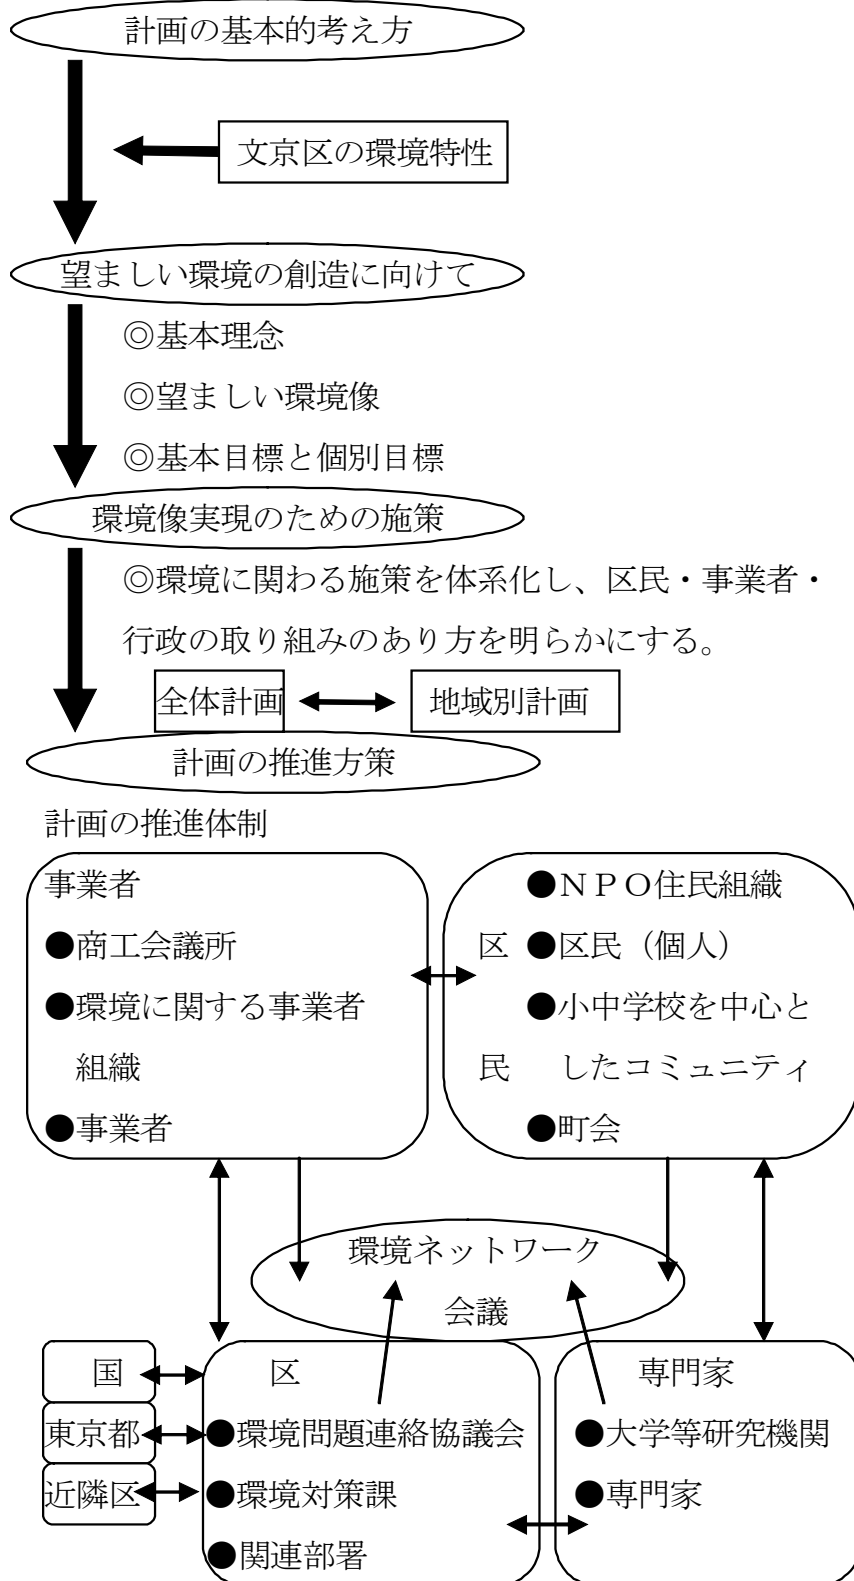 計画の基本的考え方
文京区の環境特性
望ましい環境の創造に向けて
◎基本理念
◎望ましい環境像
◎基本目標と個別目標
環境像実現のための施策
◎環境に関わる施策を体系化し、区民・事業者・
行政の取り組みのあり方を明らかにする。
全体計画
地域別計画
計画の推進方策
計画の推進体制
事業者
●商工会議所
●環境に関する事業者
組織
●事業者
区民
●ＮＰＯ住民組織
●区民（個人）
●小中学校を中心と
したコミュニティ
●町会
環境ネットワーク
会議
国
東京都
近隣区
区
●環境問題連絡協議会
●環境対策課
●関連部署
専門家
●大学等研究機関
●専門家